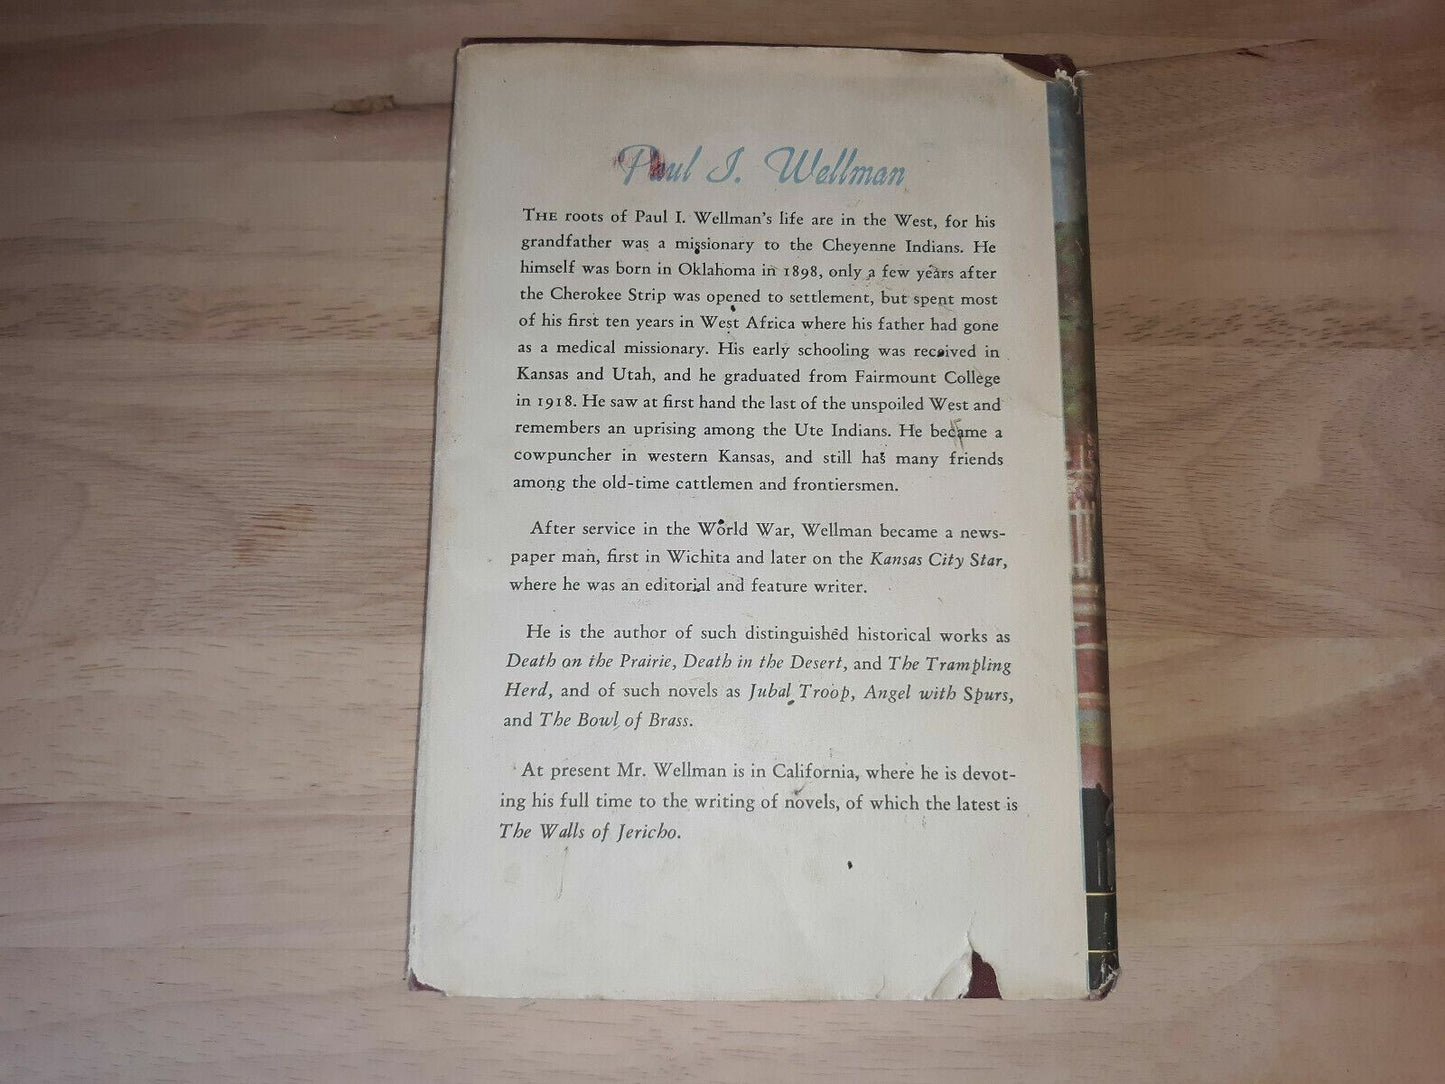 Paul I. Wellman
THE roots of Paul I. Wellman's life are in the West, for his
grandfather was a missionary to the Cheyenne Indians. He
himself was born in Oklahoma in 1898, only a few years after
the Cherokee Strip was opened to settlement, but spent most
of his first ten years in West Africa where his father had gone
as a medical missionary. His early schooling was received in
Kansas and Utah, and he graduated from Fairmount College
in 1918. He saw at first hand the last of the unspoiled West and
remembers an uprising among the Ute Indians. He became a
cowpuncher in western Kansas, and still has many friends
among the old-time cattlemen and frontiersmen.
After service in the World War, Wellman became a news-
paper man, first in Wichita and later on the Kansas City Star,
where he was an editorial and feature writer.
He is the author of such distinguished historical works as
Death on the Prairie, Death in the Desert, and The Trampling
Herd, and of such novels as Jubal Troop, Angel with Spurs,
and The Bowl of Brass.
At present Mr. Wellman is in California, where he is devot-
ing his full time to the writing of novels, of which the latest is
The Walls of Jericho.